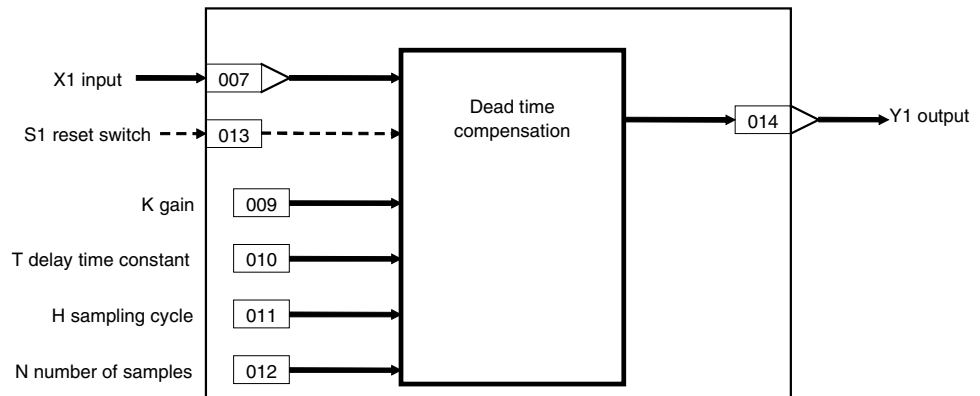 X1 input
007
Dead time
compensation
014
Y1 output
S1 reset switch
013
K gain
009
T delay time constant
010
H sampling cycle
011
N number of samples
012